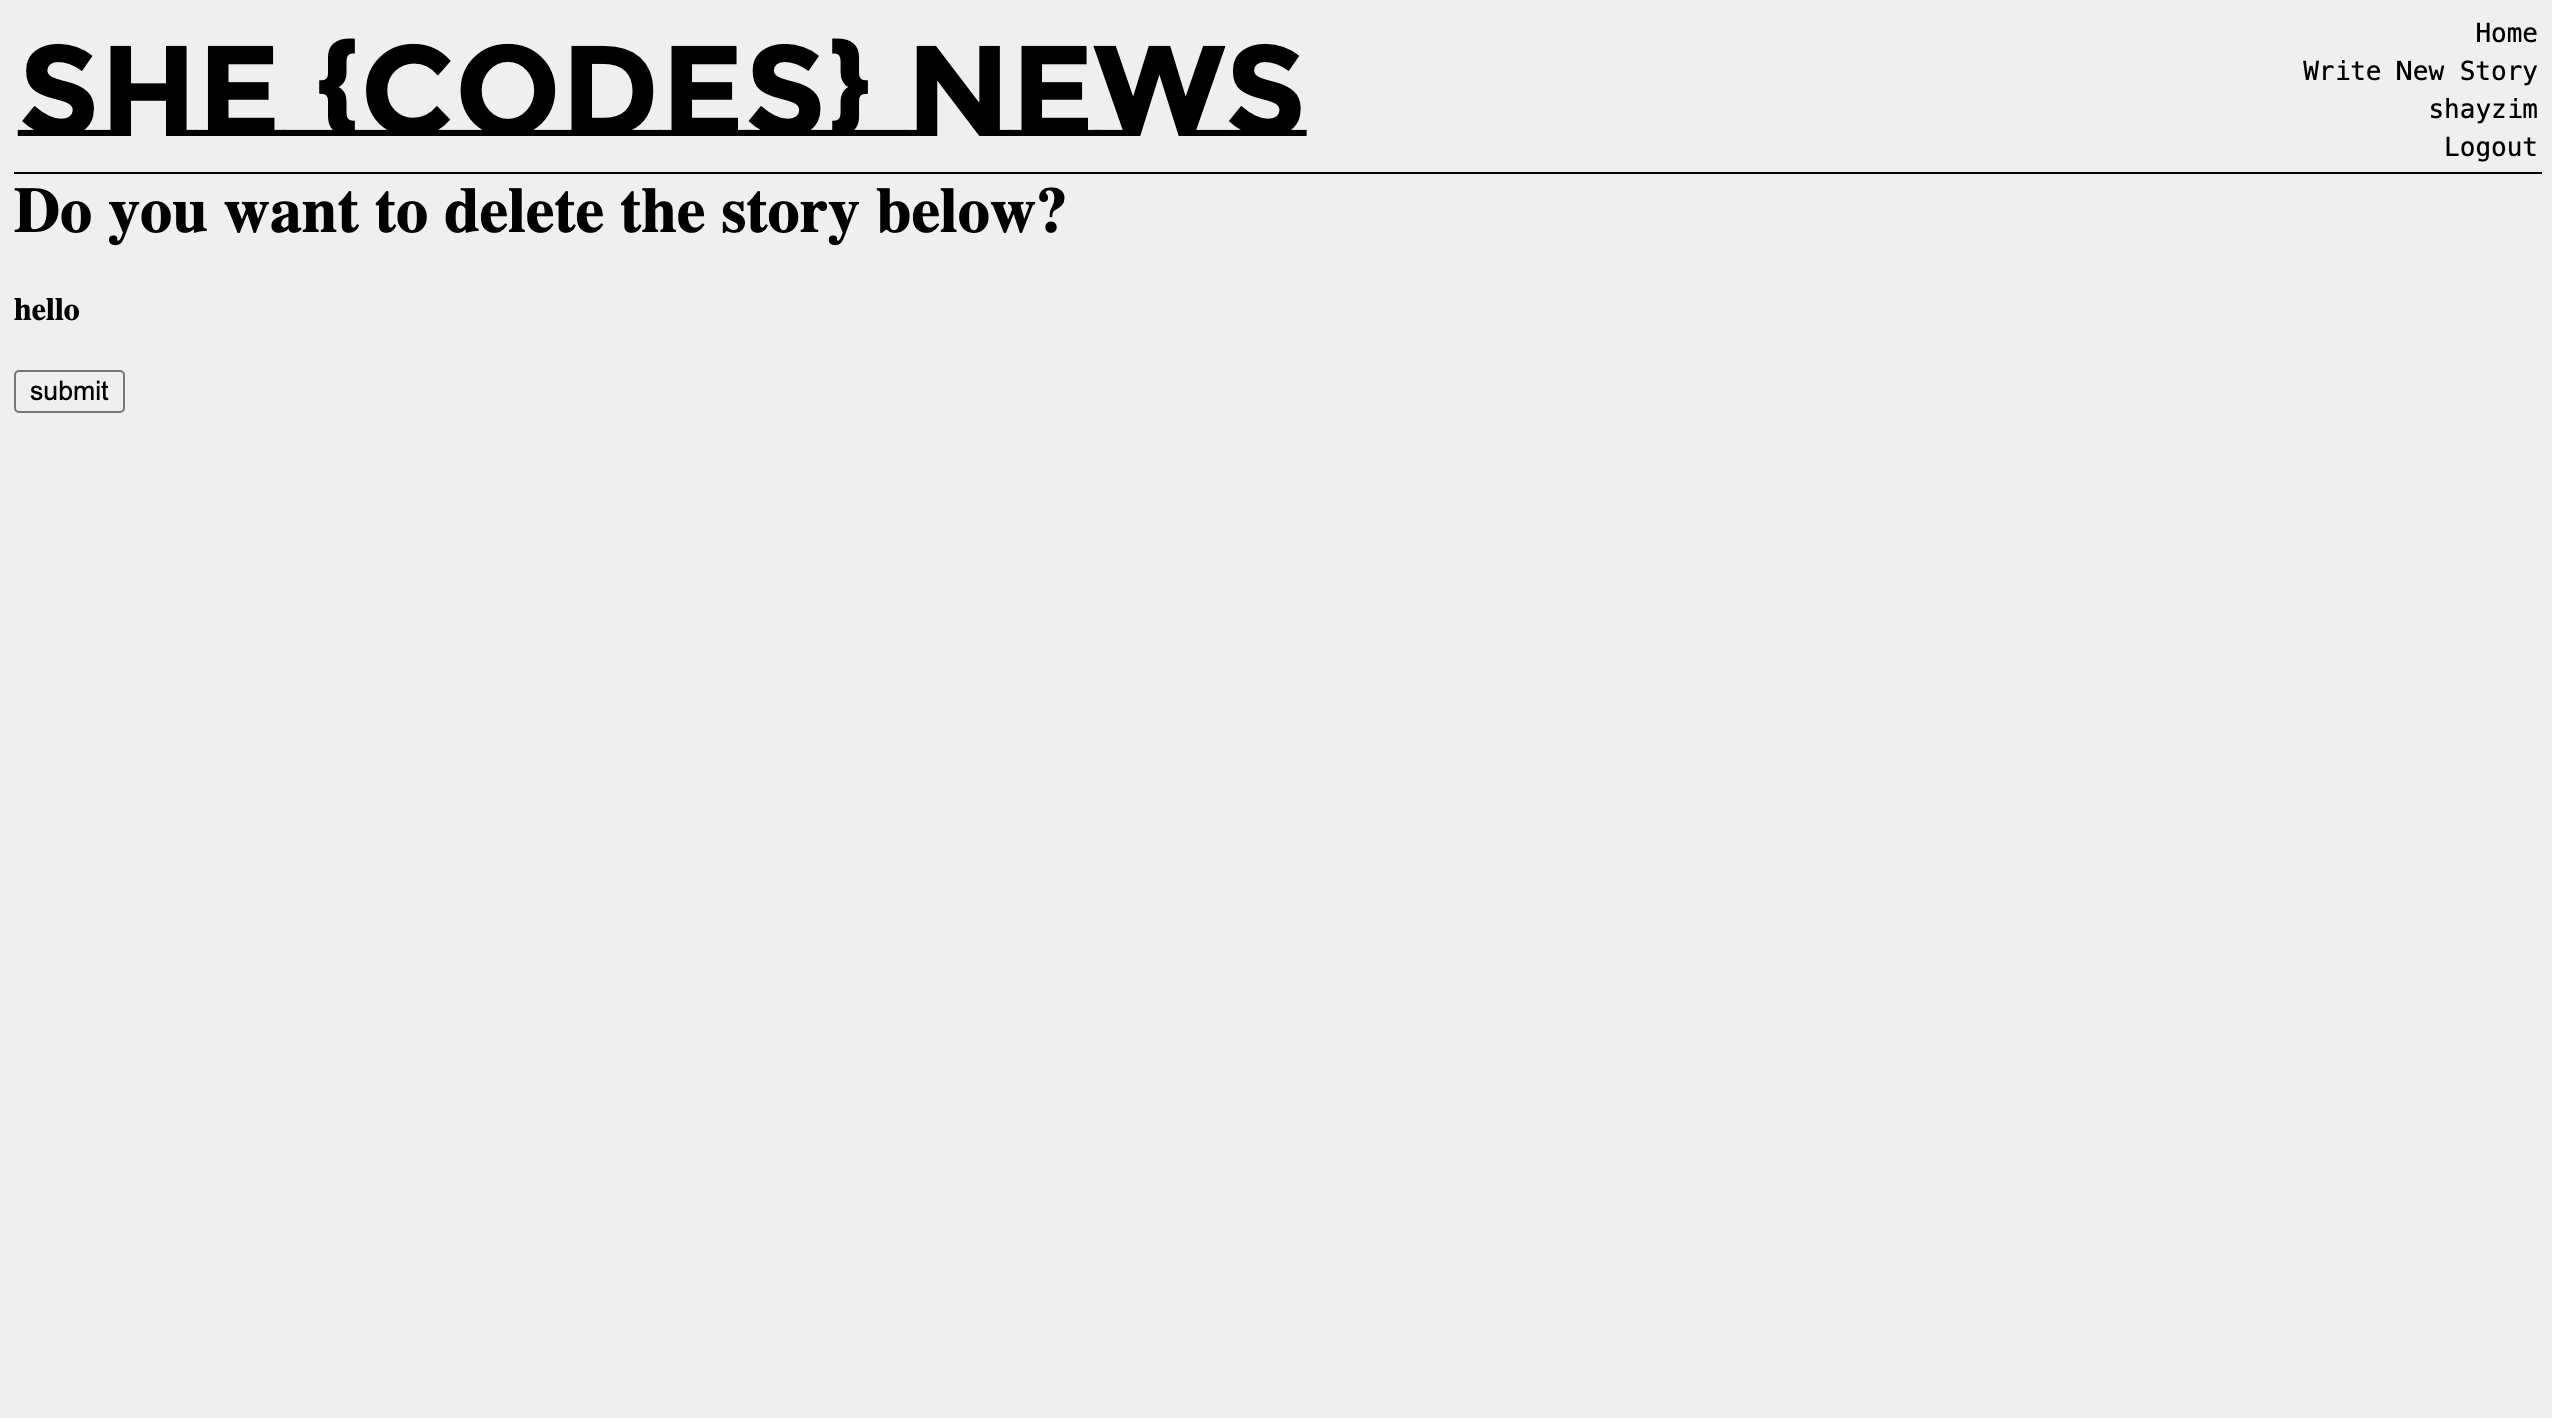 SHE {CODES} NEWS
Home
Write New Story
shayzim
Logout
Do you want to delete the story below?
hello
submit